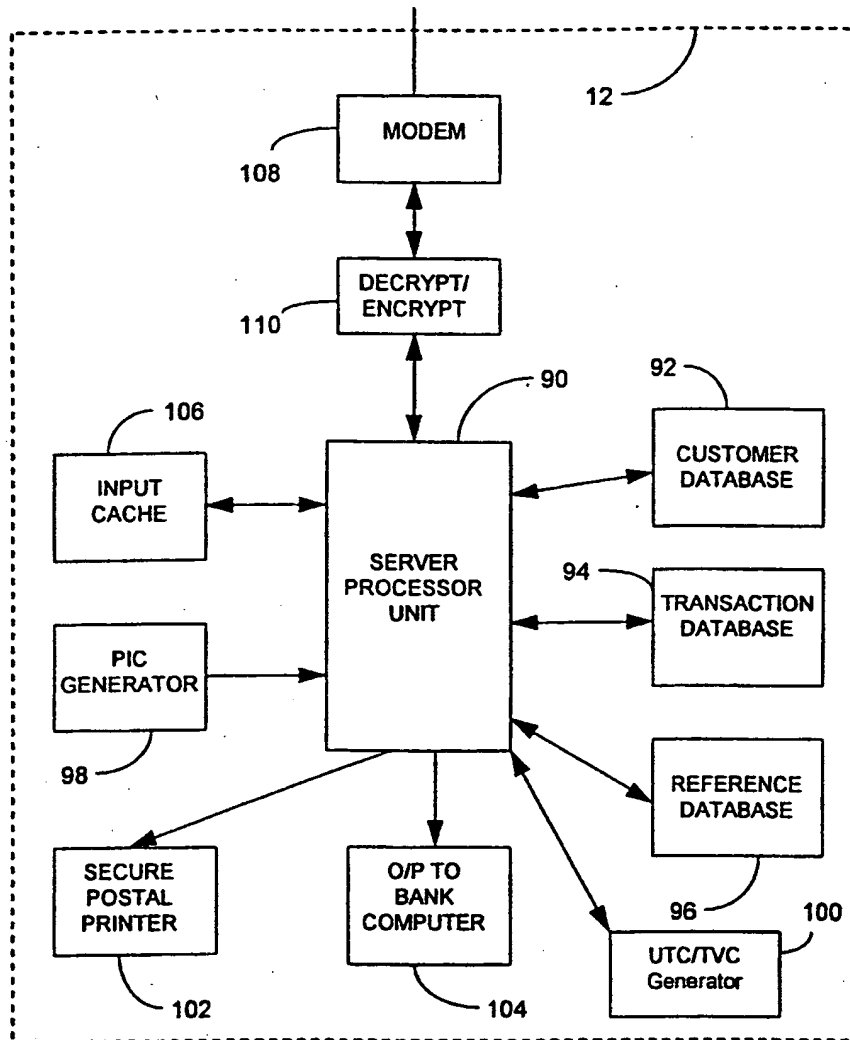 12
MODEM
108
DECRYPT/
ENCRYPT
110
90
92
106
CUSTOMER
DATABASE
INPUT
CACHE
SERVER
PROCESSOR
UNIT
94
TRANSACTION
DATABASE
PIC
GENERATOR
98
REFERENCE
DATABASE
SECURE
POSTAL
PRINTER
O/P TO
BANK
COMPUTER
96
100
UTC/TVC
Generator
102
104